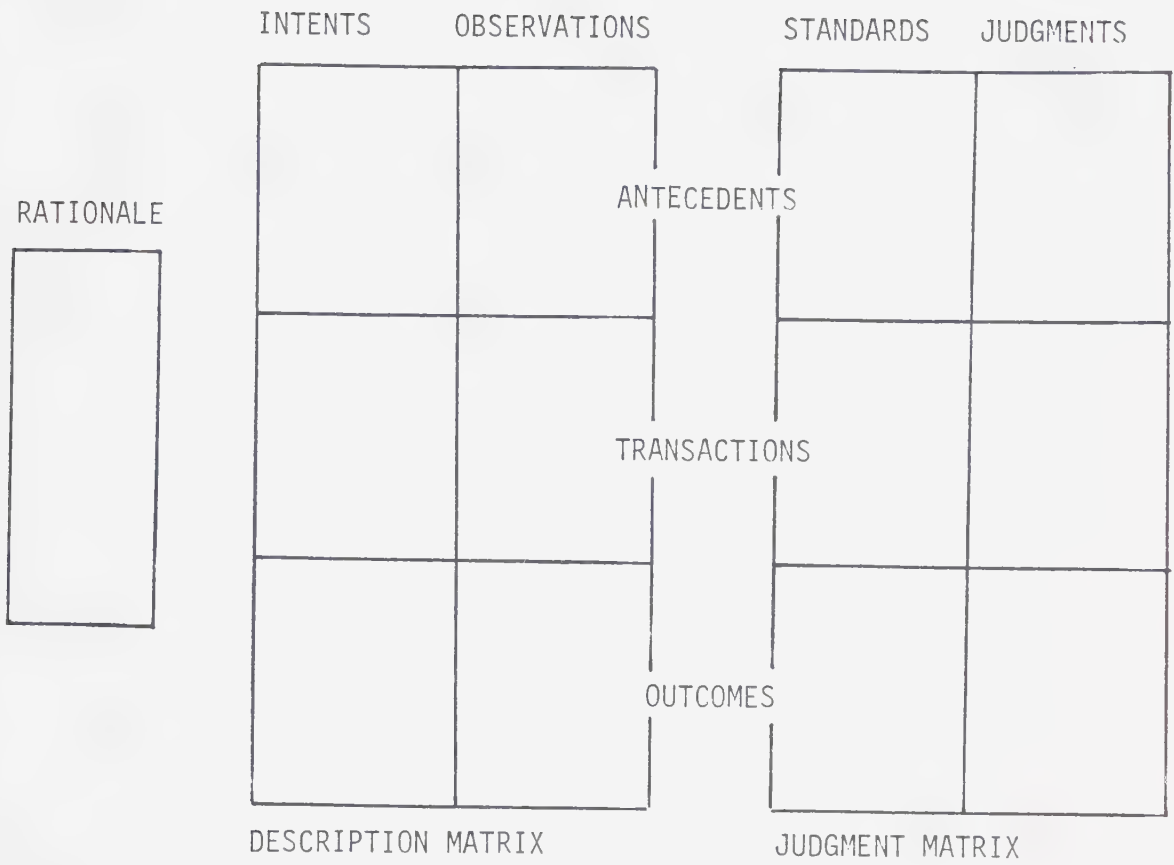 INTENTS OBSERVATIONS STANDARDS JUDGMENTS
ANTECEDENTS
RATIONALE
TRANSACTIONS
OUTCOMES
DESCRIPTION MATRIX JUDGMENT MATRIX